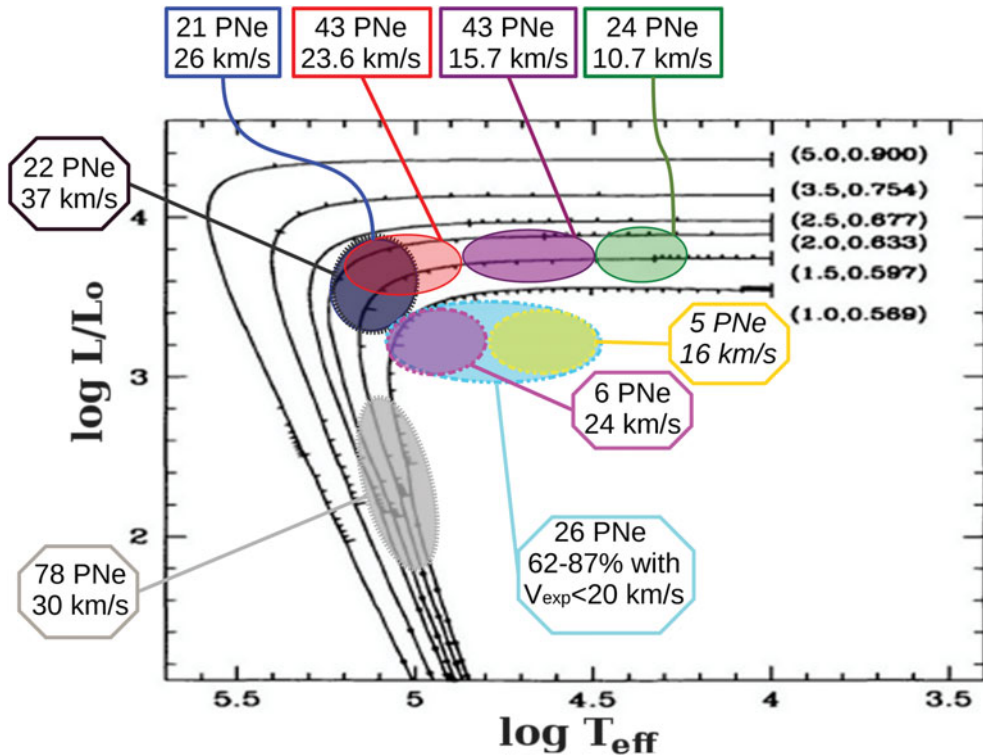 21 PNe
26 km/s
43 PNe
23.6 km/s
43 PNe
15.7 km/s
24 PNe
10.7 km/s
22 PNe
37 km/s
(5.0,0.900)
(3.5,0.754)
(2.5,0.677)
(2.0,0.633)
(1.5,0.597)
(1.0,0.569)
4
3
2
log L/Lo
5 PNe
16 km/s
6 PNe
24 km/s
26 PNe
62-87% with
Vexp<20 km/s
78 PNe
30 km/s
5.5
5
4.5
4
3.5
log Teff